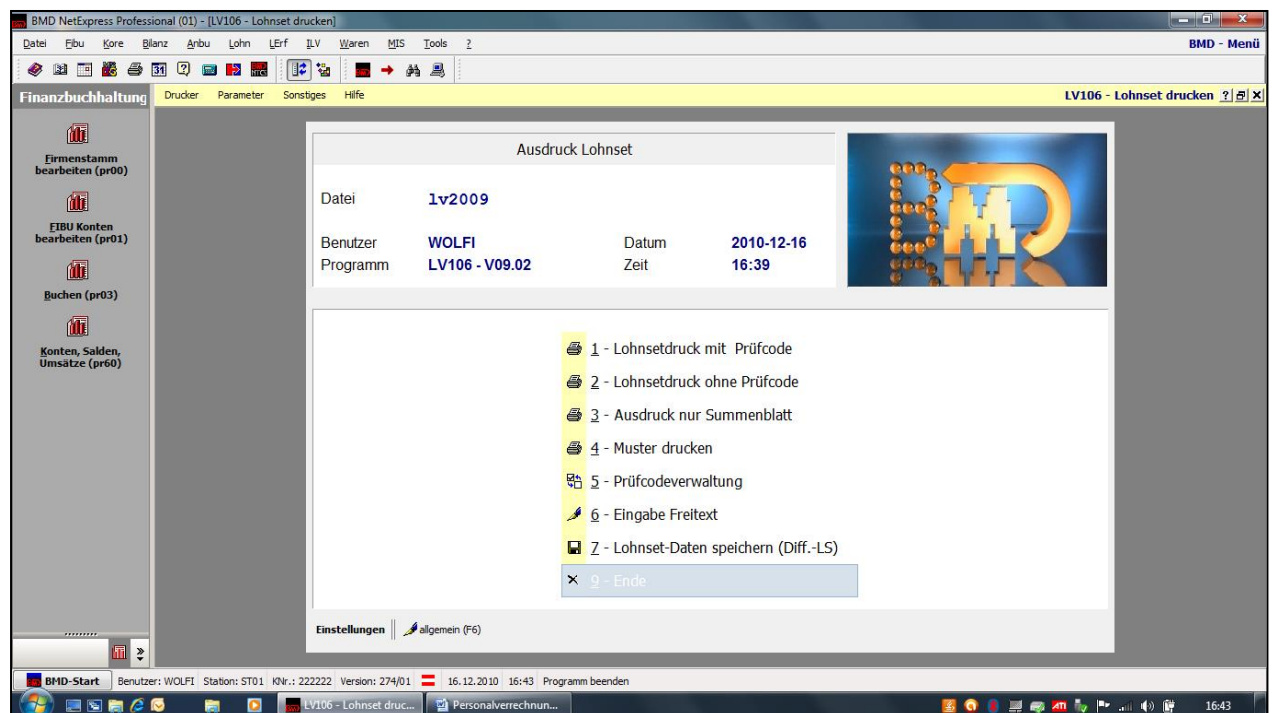 BMD NetExpress Professional (01) - [LV106 - Lohnset drucken]
Datei Fibu Kore Bilanz Anbu Lohn LErf ILV Waren MIS Tools ? BMD - Menü
31 NTCS
Finanzbuchhaltung Drucker Parameter Sonstiges Hilfe LV106 - Lohnset drucken ?
Firmenstamm
bearbeiten (pr00)
FIBU Konten
bearbeiten (pr01)
Buchen (pr03)
Konten, Salden,
Umsätze (pr60)
Ausdruck Lohnset
Datei lv2009
Benutzer WOLFI Datum 2010-12-16
Programm LV106 - V09.02 Zeit 16:39
BMD
1 - Lohnsetdruck mit Prüfcode
2 - Lohnsetdruck ohne Prüfcode
3 - Ausdruck nur Summenblatt
4 - Muster drucken
5 - Prüfcodeverwaltung
6 - Eingabe Freitext
7 - Lohnset-Daten speichern (Diff.-LS)
9 - Ende
Einstellungen allgemein (F6)
BMD-Start Benutzer: WOLFI Station: ST01 KNr.: 222222 Version: 274/01 16.12.2010 16:43 Programm beenden
LV106 - Lohnset druc... Personalverrechnun... ATI 16:43